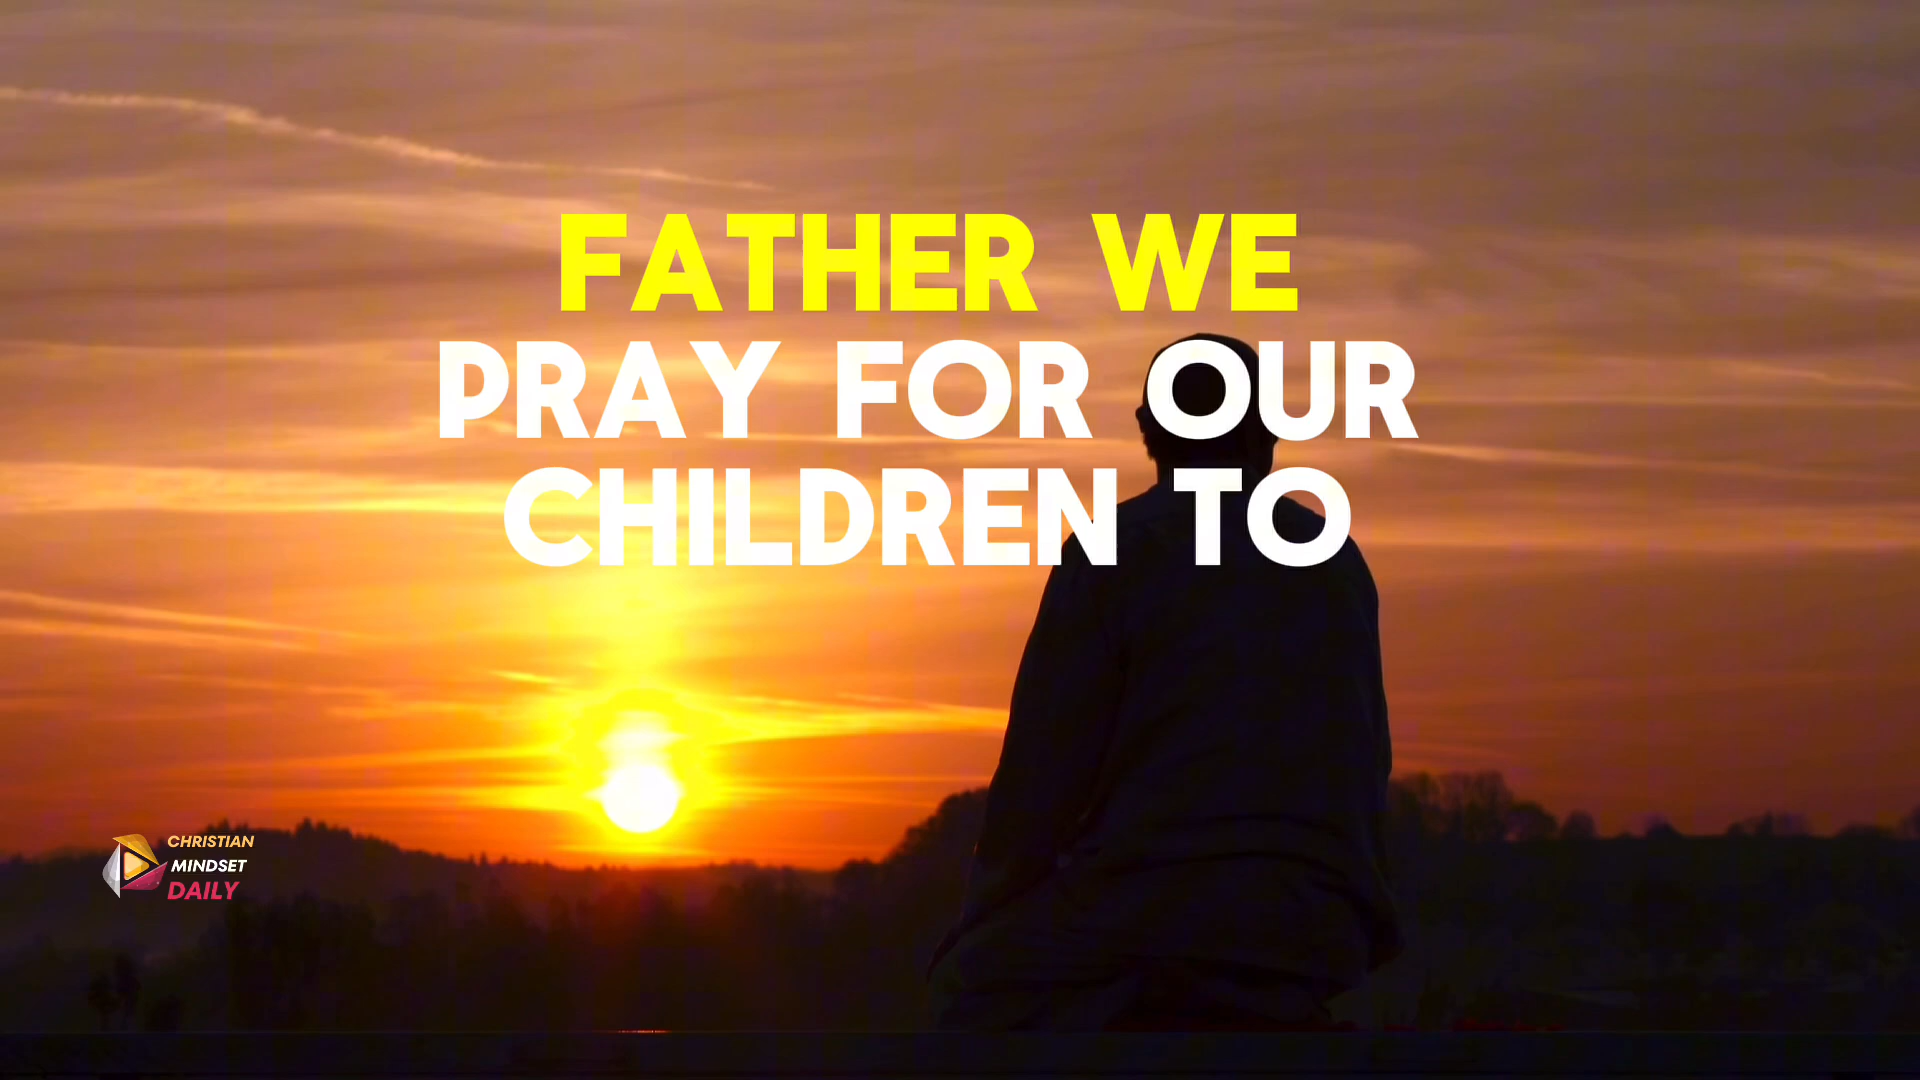 FATHER WE
PRAY FOR OUR
CHILDREN TO
CHRISTIAN
MINDSET
DAILY